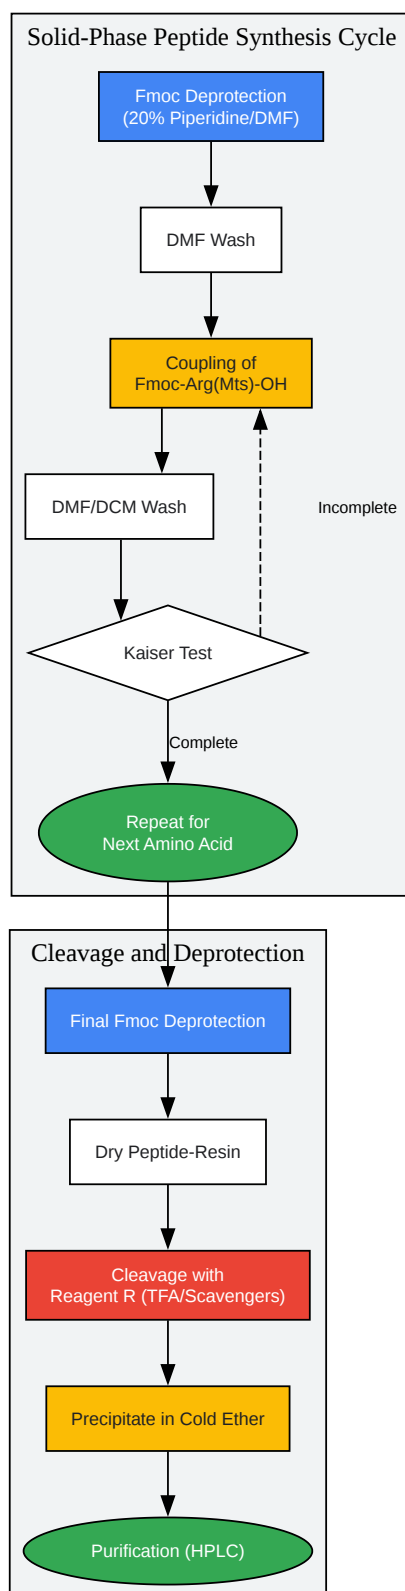 Solid-Phase Peptide Synthesis Cycle
Fmoc Deprotection
(20% Piperidine/DMF)
DMF Wash
Coupling of
Fmoc-Arg(Mts)-OH
DMF/DCM Wash
Incomplete
Kaiser Test
Complete
Repeat for
Next Amino Acid
Cleavage and Deprotection
Final Fmoc Deprotection
Dry Peptide-Resin
Cleavage with
Reagent R (TFA/Scavengers)
Precipitate in Cold Ether
Purification (HPLC)